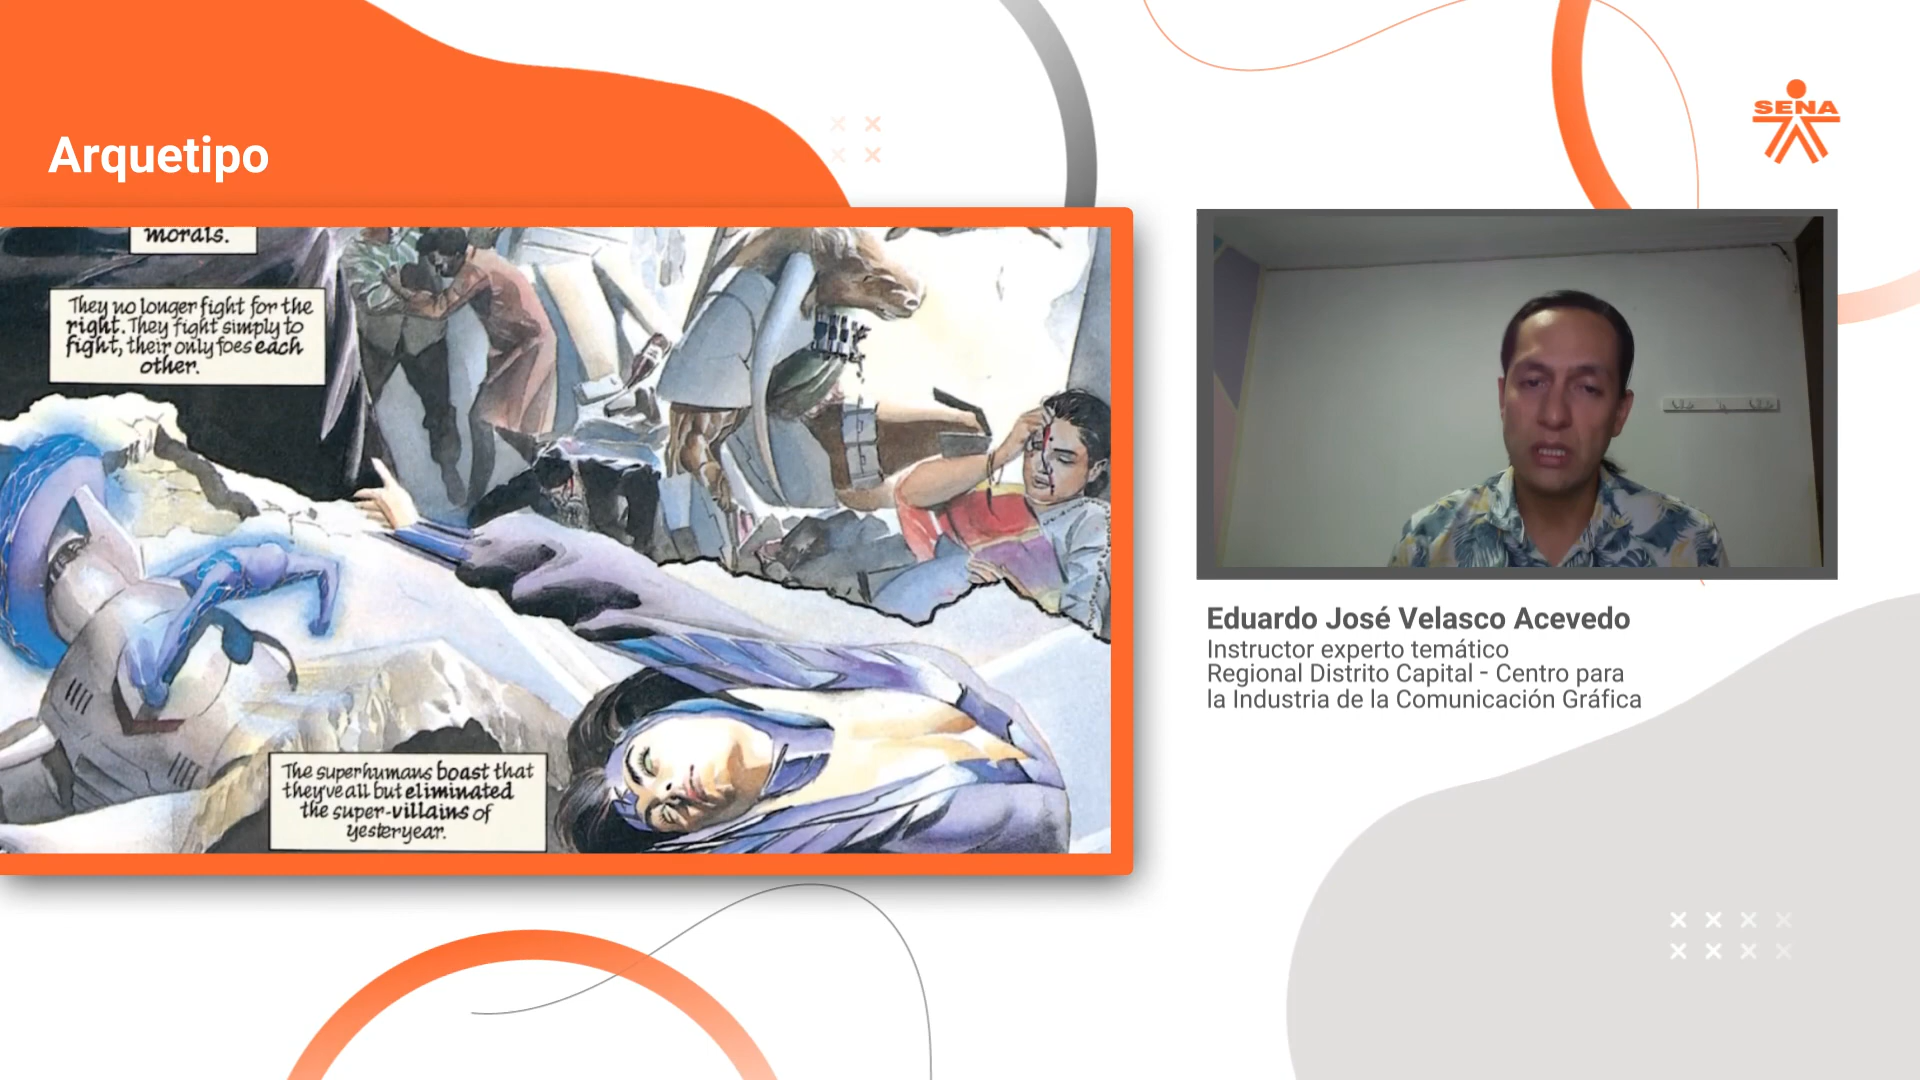 Arquetipo
SENA
morals.
They no longer fight for the
right. They fight simply to
fight, their only foes each
other.
The superhumans boast that
they've all but eliminated
the super-villains of
yesteryear.
Eduardo José Velasco Acevedo
Instructor experto temático
Regional Distrito Capital - Centro para
la Industria de la Comunicación Gráfica